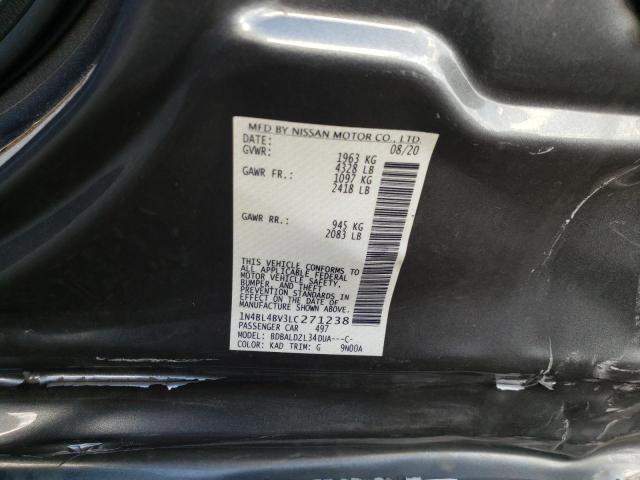 MFD BY NISSAN MOTOR CO., LTD.
DATE: 08/20
GVWR: 1963 KG
4328 LB
GAWR FR.: 1097 KG
2418 LB
GAWR RR.: 945 KG
2083 LB
THIS VEHICLE CONFORMS TO
ALL APPLICABLE FEDERAL
MOTOR VEHICLE SAFETY,
BUMPER, AND THEFT
PREVENTION STANDARDS IN
EFFECT ON THE DATE OF
MANUFACTURE SHOWN ABOVE.
1N4BL4BV3LC271238
PASSENGER CAR 497
MODEL: BDBALDZL34DUA---C-
COLOR: KAD TRIM: G 9N00A